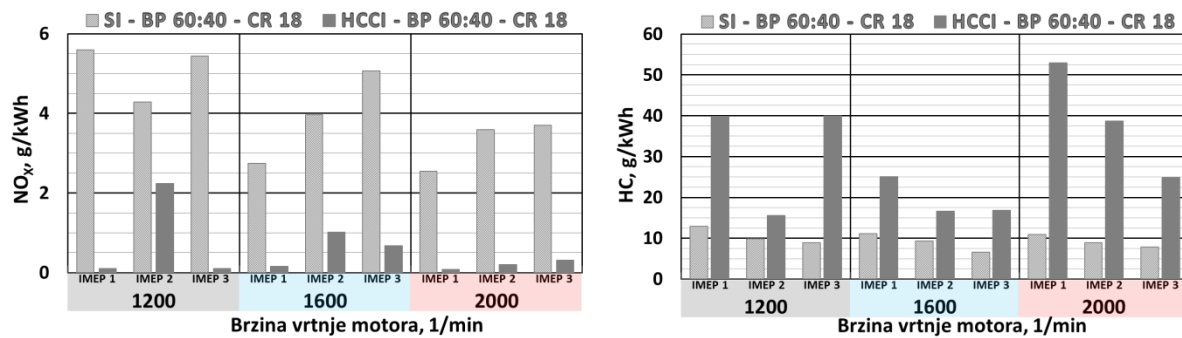 SI - BP 60:40 - CR 18 HCCI - BP 60:40 - CR 18
6
4
2
0
NOX, g/kWh
IMEP 1 IMEP 2 IMEP 3 IMEP 1 IMEP 2 IMEP 3 IMEP 1 IMEP 2 IMEP 3
1200 1600 2000
Brzina vrtnje motora, 1/min
SI - BP 60:40 - CR 18 HCCI - BP 60:40 - CR 18
60
50
40
30
20
10
0
HC, g/kWh
IMEP 1 IMEP 2 IMEP 3 IMEP 1 IMEP 2 IMEP 3 IMEP 1 IMEP 2 IMEP 3
1200 1600 2000
Brzina vrtnje motora, 1/min